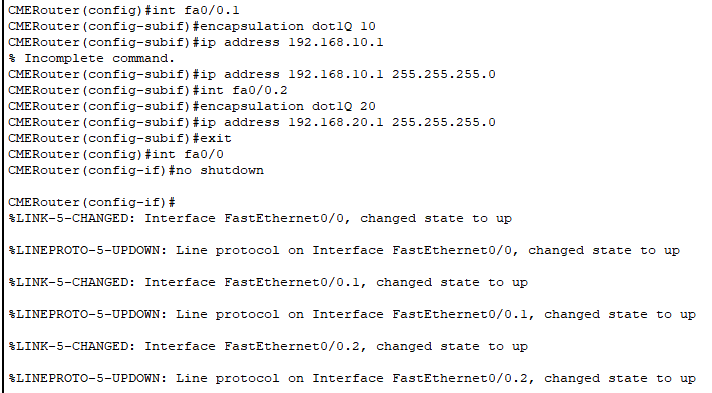 CMERouter(config)#int fa0/0.1
CMERouter(config-subif)#encapsulation dot1Q 10
CMERouter(config-subif)#ip address 192.168.10.1
% Incomplete command.
CMERouter(config-subif)#ip address 192.168.10.1 255.255.255.0
CMERouter(config-subif)#int fa0/0.2
CMERouter(config-subif)#encapsulation dot1Q 20
CMERouter(config-subif)#ip address 192.168.20.1 255.255.255.0
CMERouter(config-subif)#exit
CMERouter(config)#int fa0/0
CMERouter(config-if)#no shutdown
CMERouter(config-if)#
%LINK-5-CHANGED: Interface FastEthernet0/0, changed state to up
%LINEPROTO-5-UPDOWN: Line protocol on Interface FastEthernet0/0, changed state to up
%LINK-5-CHANGED: Interface FastEthernet0/0.1, changed state to up
%LINEPROTO-5-UPDOWN: Line protocol on Interface FastEthernet0/0.1, changed state to up
%LINK-5-CHANGED: Interface FastEthernet0/0.2, changed state to up
%LINEPROTO-5-UPDOWN: Line protocol on Interface FastEthernet0/0.2, changed state to up